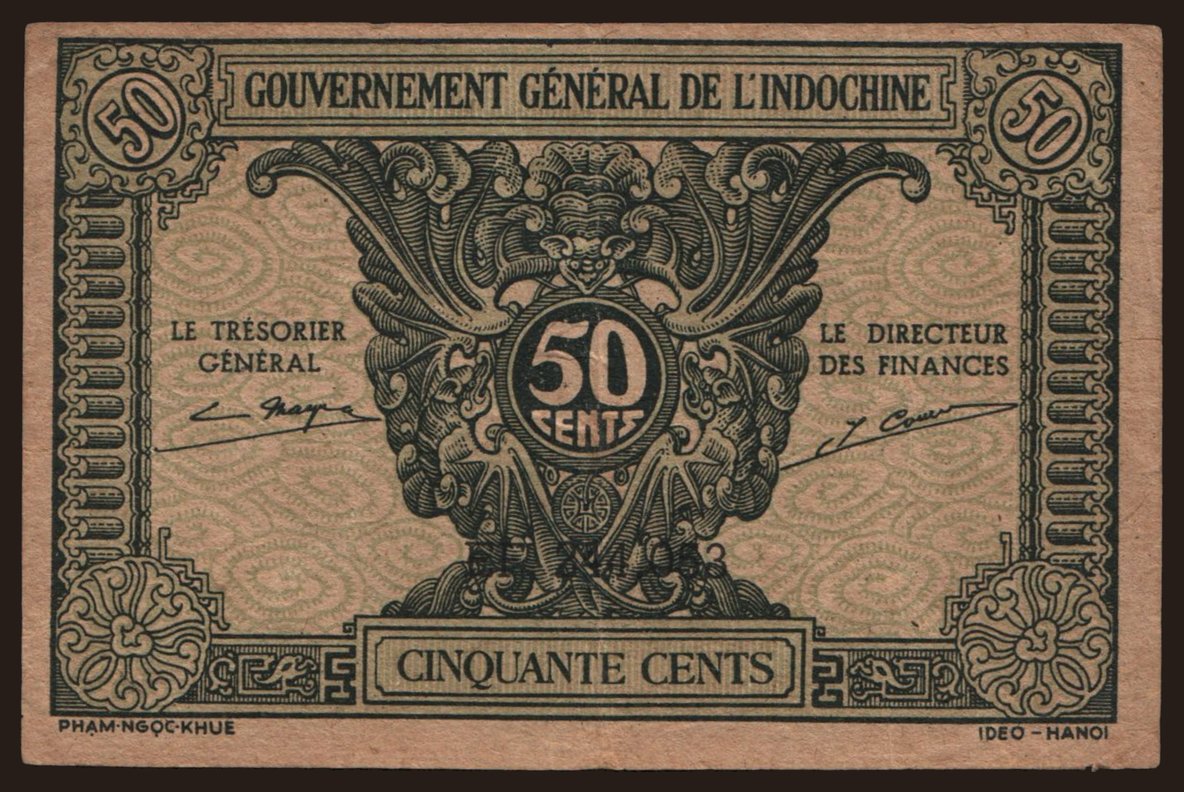 50
GOUVERNEMENT GÉNÉRAL DE L'INDOCHINE
50
LE TRÉSORIER
GÉNÉRAL
50
CENTS
LE DIRECTEUR
DES FINANCES
CINQUANTE CENTS
PHẠM-NGỌC-KHUE
IDEO - HANOI